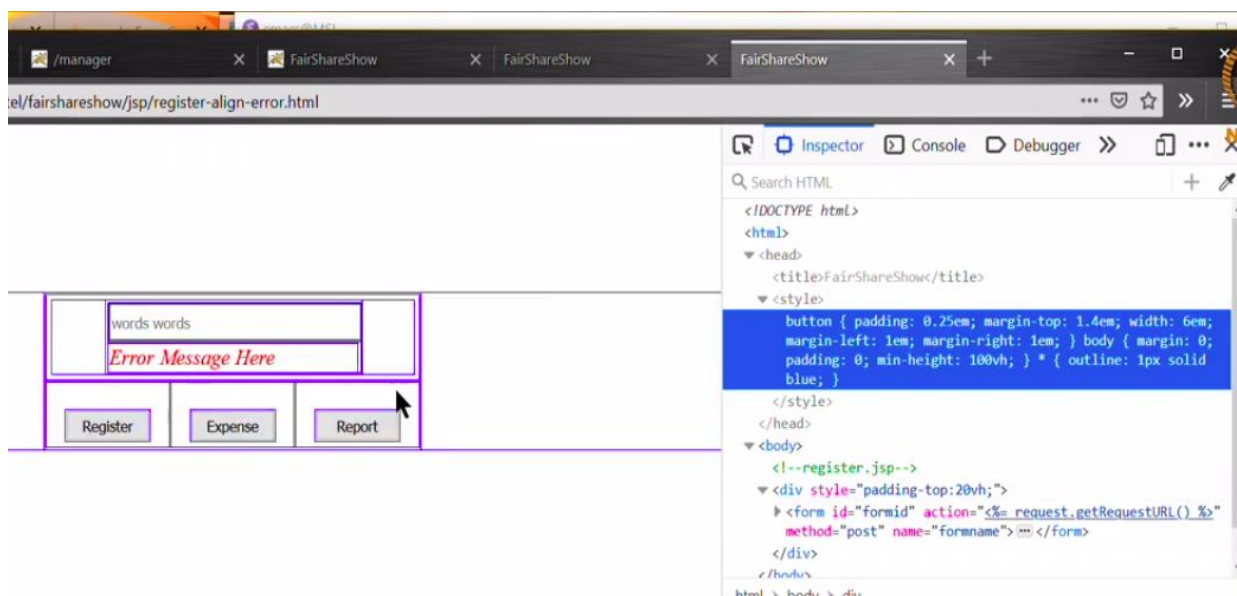 emacs@MSI
/manager
FairShareShow
FairShareShow
FairShareShow
el/fairshareshow/jsp/register-align-error.html
Inspector
Console
Debugger
Search HTML
<!DOCTYPE html>
<html>
<head>
<title>FairShareShow</title>
<style>
button { padding: 0.25em; margin-top: 1.4em; width: 6em;
margin-left: 1em; margin-right: 1em; } body { margin: 0;
padding: 0; min-height: 100vh; } * { outline: 1px solid
blue; }
</style>
</head>
<body>
<!--register.jsp-->
<div style="padding-top:20vh;">
<form id="formid" action="<%= request.getRequestURL() %>"
method="post" name="formname"> ••• </form>
</div>
</body>
html > body > div
words words
Error Message Here
Register
Expense
Report